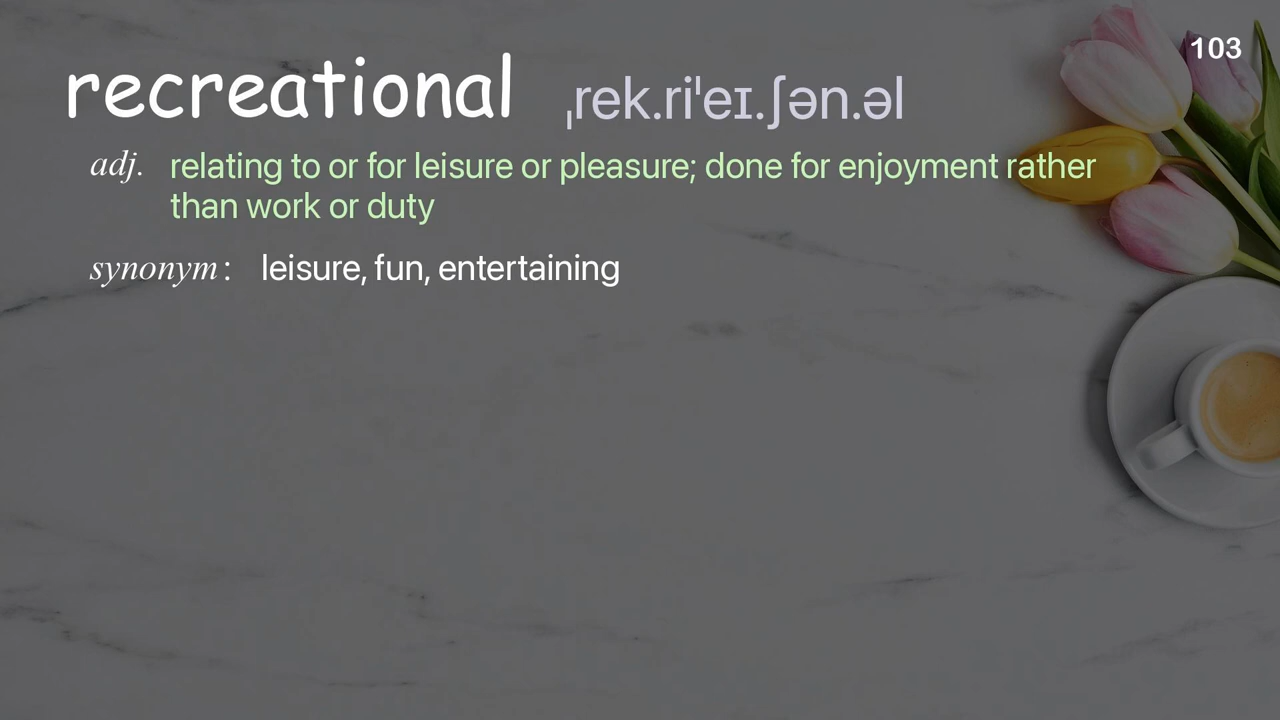 103
recreational ˌrek.riˈeɪ.ʃən.əl
adj. relating to or for leisure or pleasure; done for enjoyment rather
than work or duty
synonym: leisure, fun, entertaining